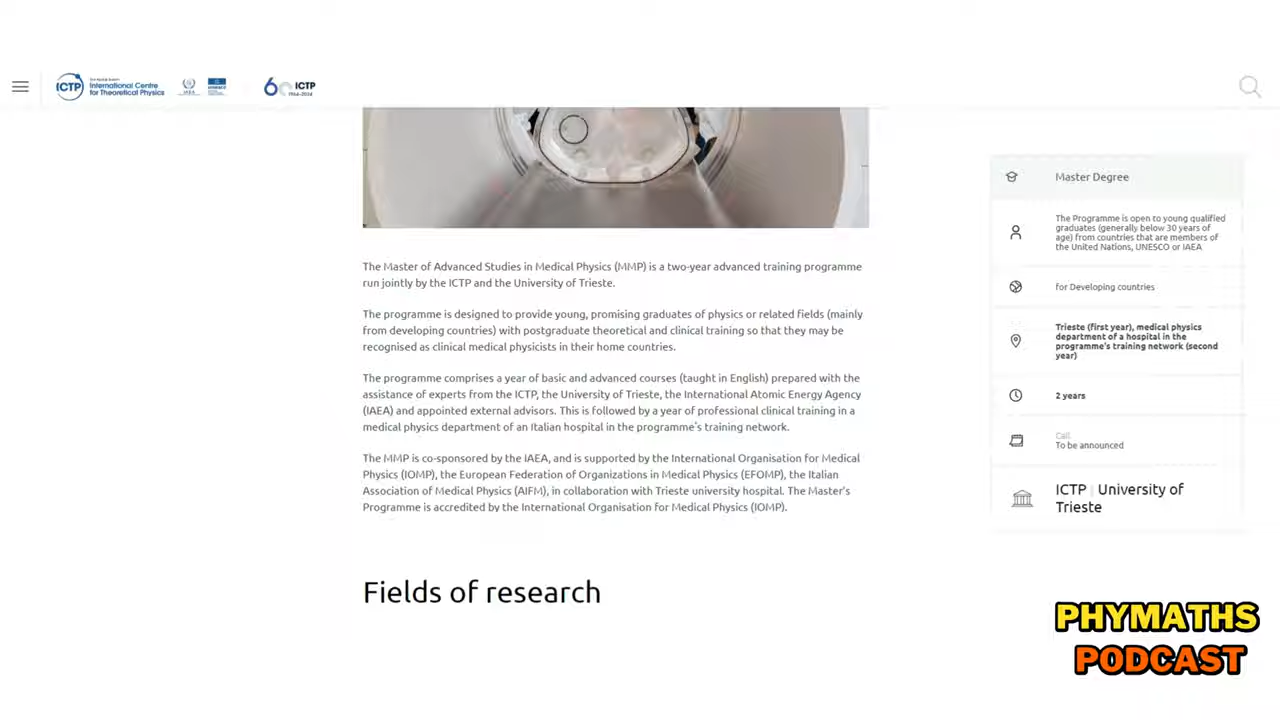 ICTP
International Centre
for Theoretical Physics
IAEA
60 ICTP
1964-2024
The Master of Advanced Studies in Medical Physics (MMP) is a two-year advanced training programme
run jointly by the ICTP and the University of Trieste.
The programme is designed to provide young, promising graduates of physics or related fields (mainly
from developing countries) with postgraduate theoretical and clinical training so that they may be
recognised as clinical medical physicists in their home countries.
The programme comprises a year of basic and advanced courses (taught in English) prepared with the
assistance of experts from the ICTP, the University of Trieste, the International Atomic Energy Agency
(IAEA) and appointed external advisors. This is followed by a year of professional clinical training in a
medical physics department of an Italian hospital in the programme's training network.
The MMP is co-sponsored by the IAEA, and is supported by the International Organisation for Medical
Physics (IOMP), the European Federation of Organizations in Medical Physics (EFOMP), the Italian
Association of Medical Physics (AIFM), in collaboration with Trieste university hospital. The Master's
Programme is accredited by the International Organisation for Medical Physics (IOMP).
Fields of research
Master Degree
The Programme is open to young qualified
graduates (generally below 30 years of
age) from countries that are members of
the United Nations, UNESCO or IAEA
for Developing countries
Trieste (first year), medical physics
department of a hospital in the
programme's training network (second
year)
2 years
Call
To be announced
ICTP | University of
Trieste
PHYMATHS
PODCAST